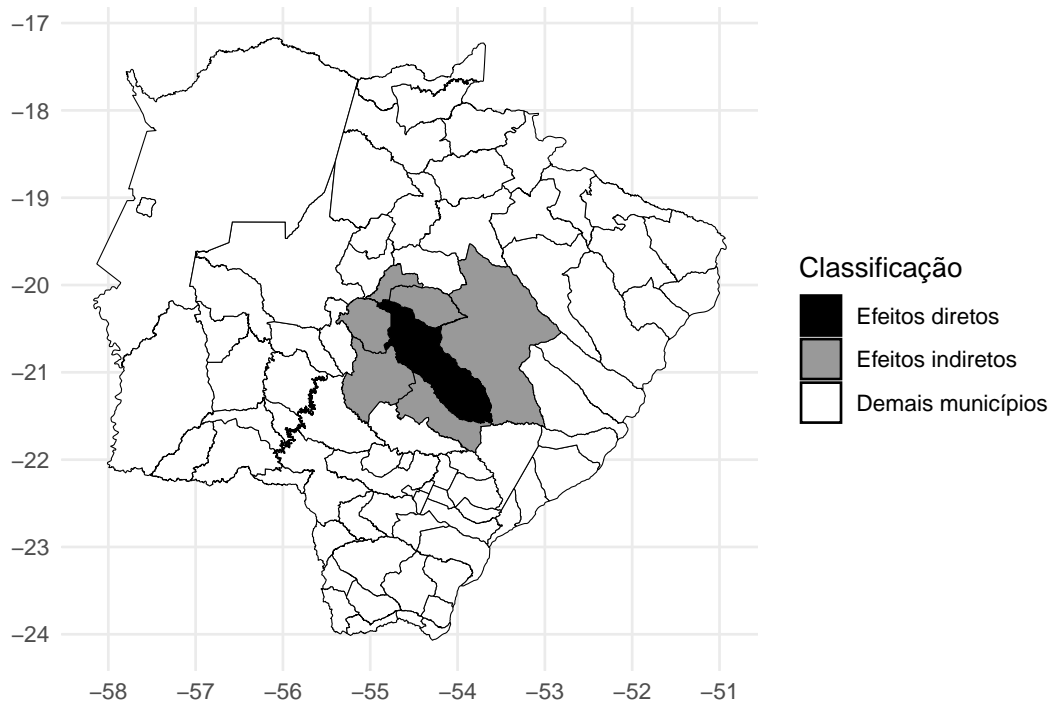 −17
−18
−19
−20
−21
−22
−23
−24
−58 −57 −56 −55 −54 −53 −52 −51
Classificação
Efeitos diretos
Efeitos indiretos
Demais municípios